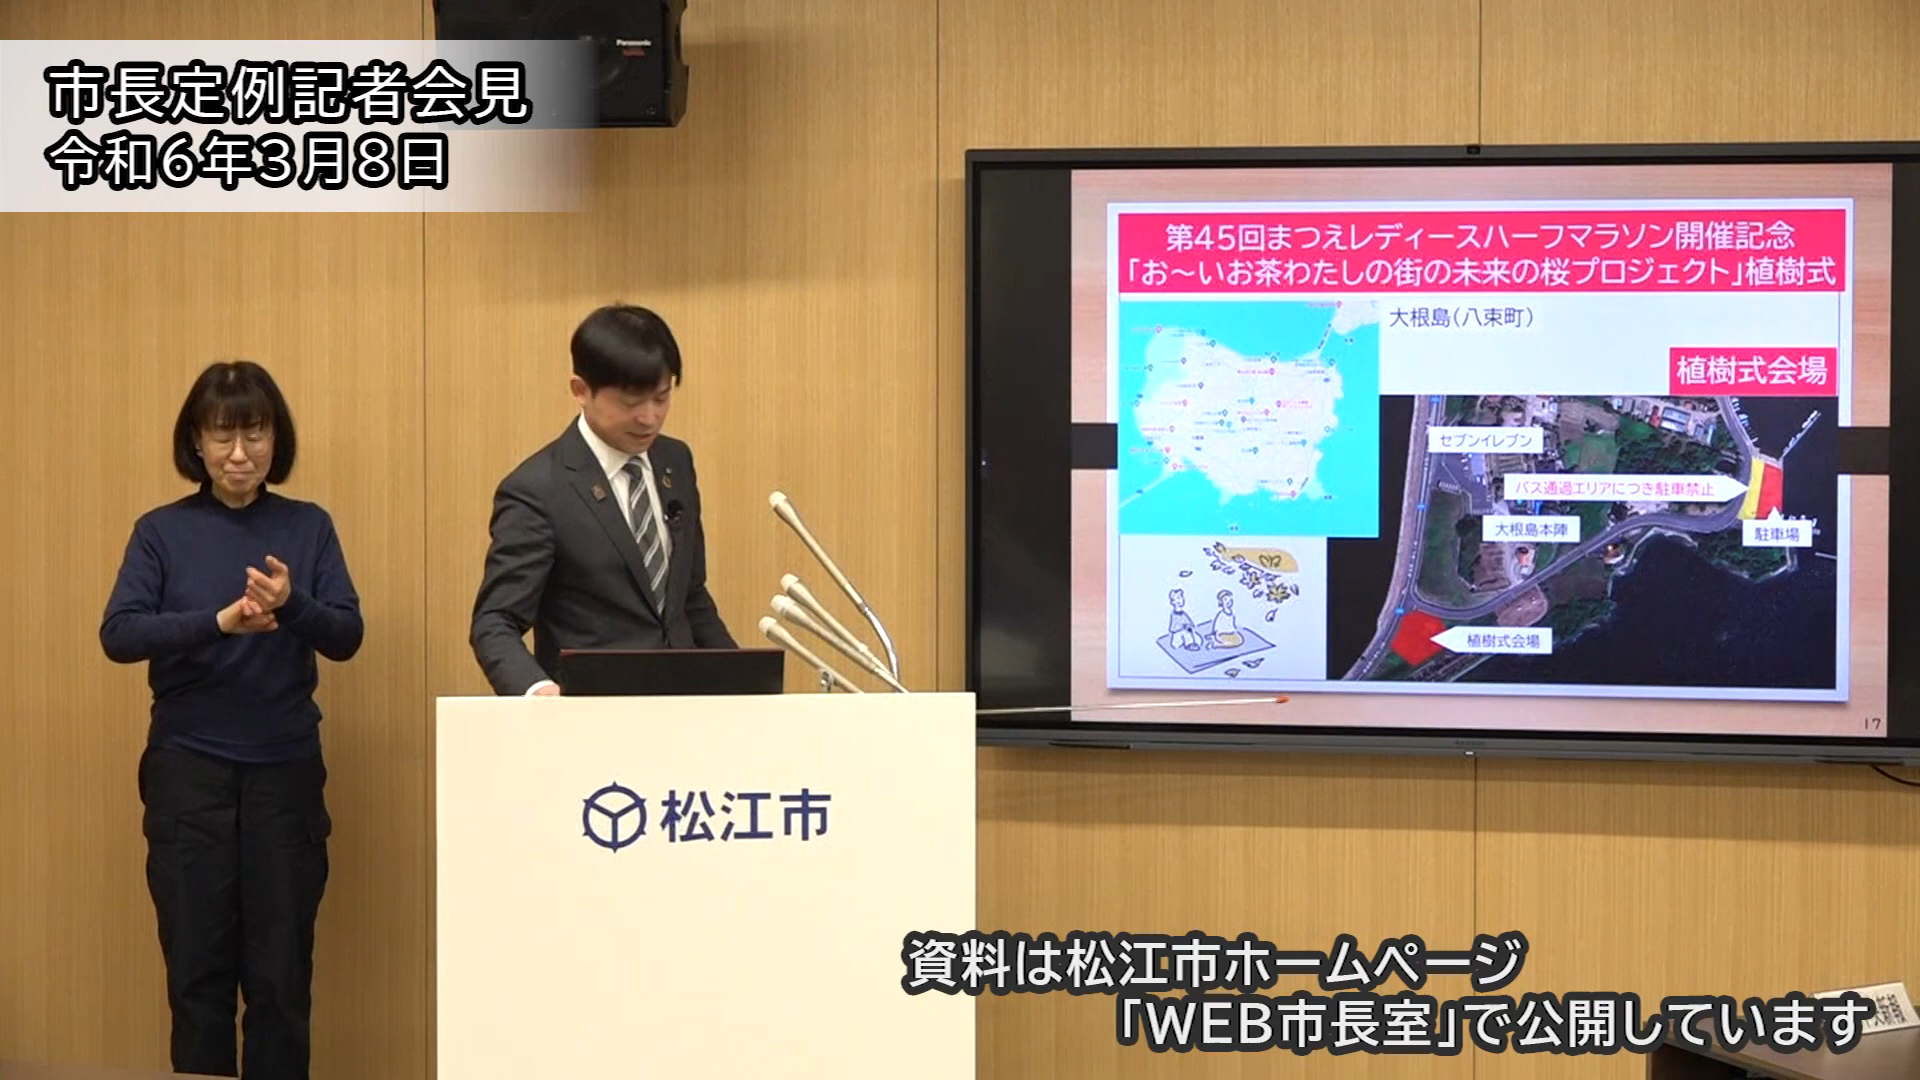 市長定例記者会見
令和6年3月8日
Panasonic
第45回まつえレディースハーフマラソン開催記念
「お～いお茶わたしの街の未来の桜プロジェクト」植樹式
大根島(八束町)
植樹式会場
セブンイレブン
バス通過エリアにつき駐車禁止
大根島本陣
駐車場
植樹式会場
17
松江市
資料は松江市ホームページ
「WEB市長室」で公開しています